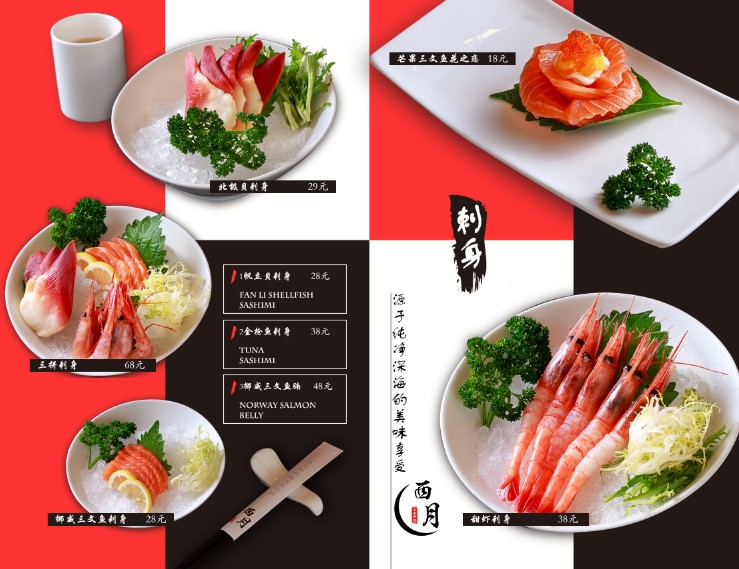 北极贝刺身 29元
三拼刺身 68元
挪威三文鱼刺身 28元
1帆立贝刺身 28元
FAN LI SHELLFISH
SASHIMI
2金枪鱼刺身 38元
TUNA
SASHIMI
3挪威三文鱼腩 48元
NORWAY SALMON
BELLY
酉月
芒果三文鱼花之恋 18元
刺身
源于纯净深海的美味享受
酉月
甜虾刺身 38元